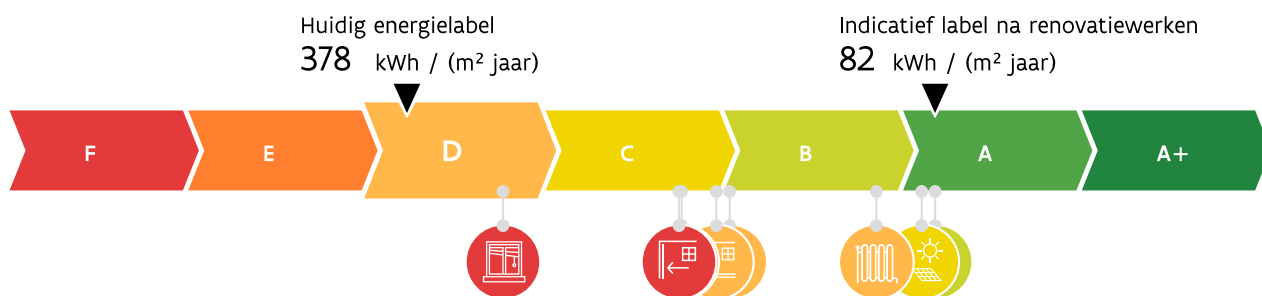 Huidig energielabel
378 kWh / (m² jaar)
Indicatief label na renovatiewerken
82 kWh / (m² jaar)
F E D C B A A+